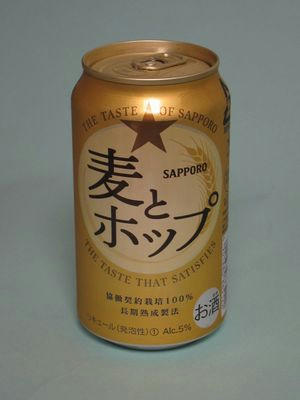 THE TASTE OF SAPPORO
SAPPORO
麦と
ホップ
THE TASTE THAT SATISFIES
協働契約栽培100%
長期熟成製法
お酒
リキュール(発泡性)① Alc.5%